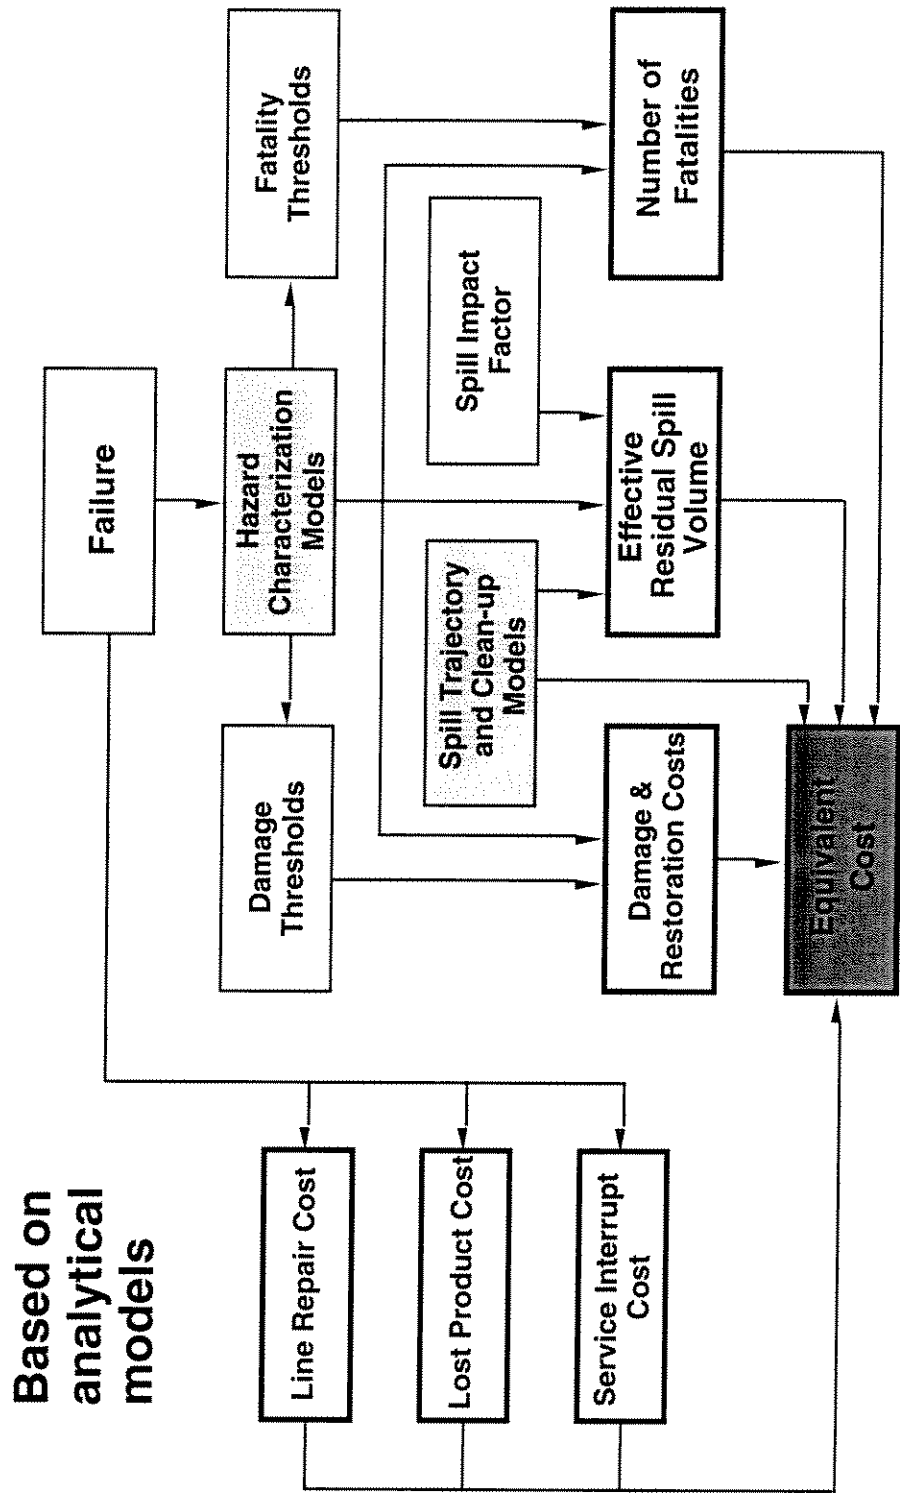 Based on
analytical
models
Failure
Hazard
Characterization
Models
Fatality
Thresholds
Damage
Thresholds
Line Repair Cost
Lost Product Cost
Service Interrupt
Cost
Spill Trajectory
and Clean-up
Models
Spill Impact
Factor
Damage &
Restoration Costs
Effective
Residual Spill
Volume
Number of
Fatalities
Equivalent
Cost